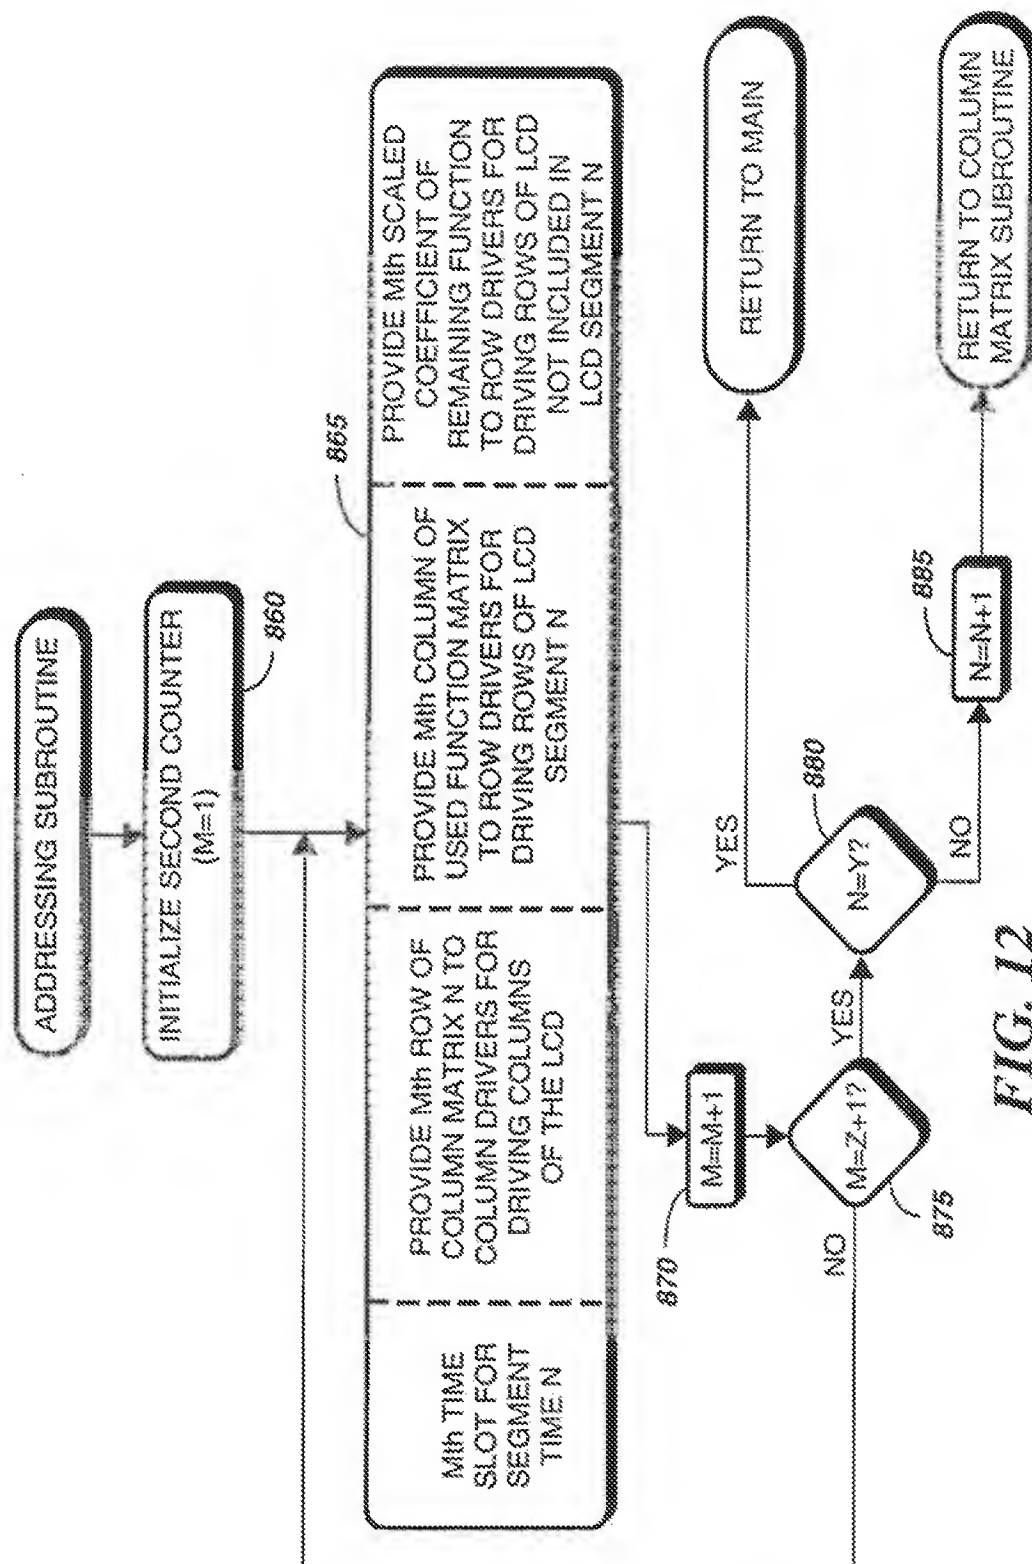 ADDRESSING SUBROUTINE
INITIALIZE SECOND COUNTER
(M=1)
860
865
Mth TIME
SLOT FOR
SEGMENT
TIME N
PROVIDE Mth ROW OF
COLUMN MATRIX N TO
COLUMN DRIVERS FOR
DRIVING COLUMNS
OF THE LCD
PROVIDE Mth COLUMN OF
USED FUNCTION MATRIX
TO ROW DRIVERS FOR
DRIVING ROWS OF LCD
SEGMENT N
PROVIDE Mth SCALED
COEFFICIENT OF
REMAINING FUNCTION
TO ROW DRIVERS FOR
DRIVING ROWS OF LCD
NOT INCLUDED IN
LCD SEGMENT N
870
M=M+1
M=Z+1?
875
NO
YES
N=Y?
880
YES
NO
N=N+1
885
RETURN TO MAIN
RETURN TO COLUMN
MATRIX SUBROUTINE
FIG. 12